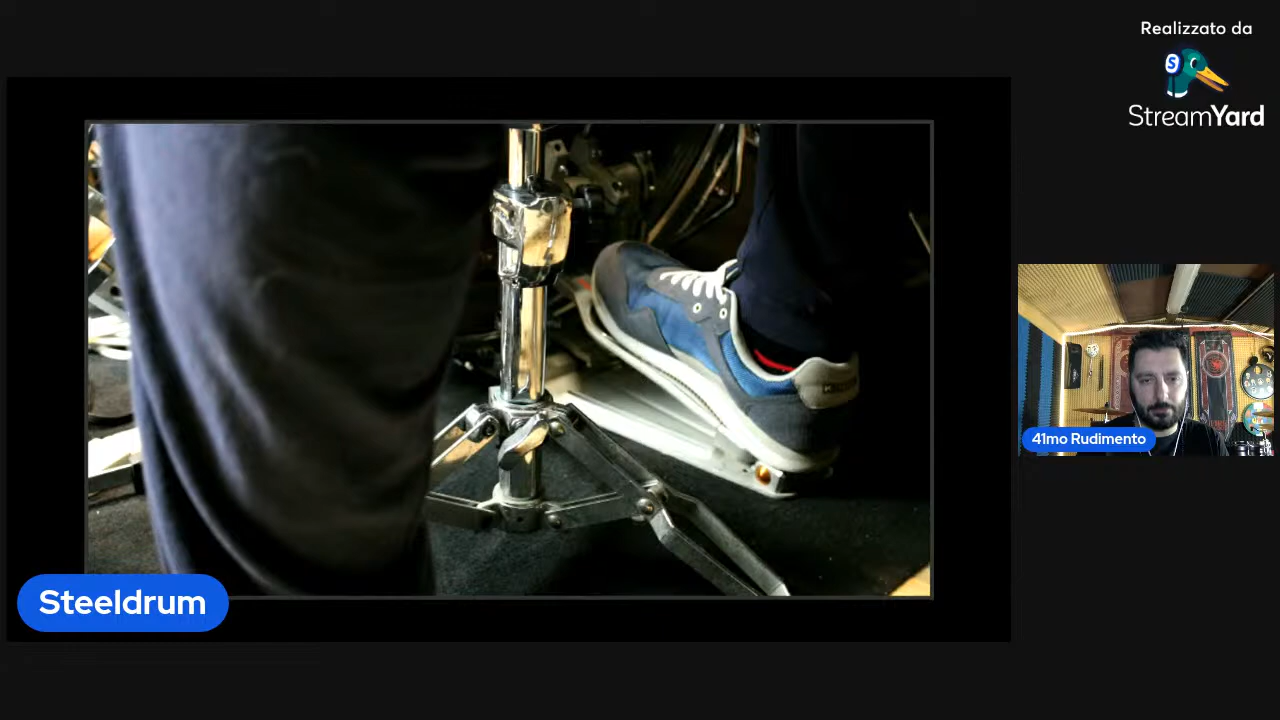 Realizzato da
S
StreamYard
41mo Rudimento
Steeldrum